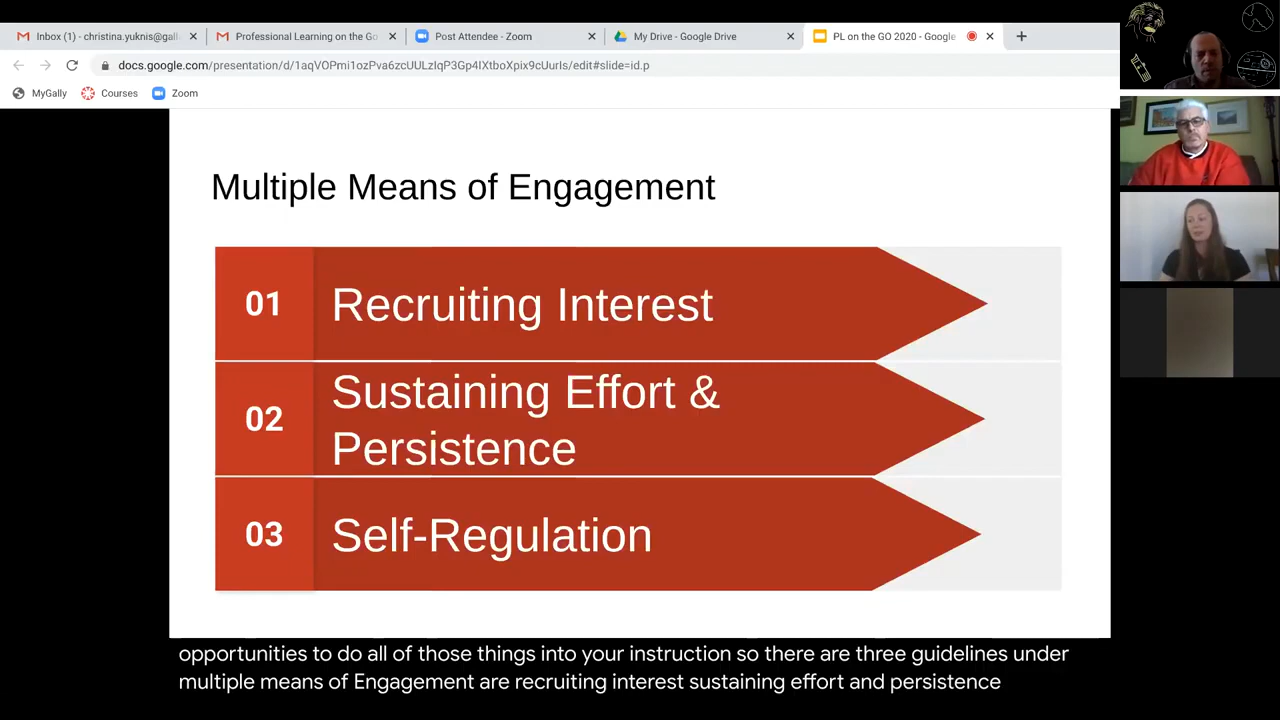 Inbox (1) - christina.yuknis@gall
Professional Learning on the Go
Post Attendee - Zoom
My Drive - Google Drive
PL on the GO 2020 - Google
docs.google.com/presentation/d/1aqVOPmi1ozPva6zcUULzIqP3Gp4IXtboXpix9cUurIs/edit#slide=id.p
MyGally
Courses
Zoom
Multiple Means of Engagement
01
Recruiting Interest
02
Sustaining Effort &
Persistence
03
Self-Regulation
opportunities to do all of those things into your instruction so there are three guidelines under
multiple means of Engagement are recruiting interest sustaining effort and persistence